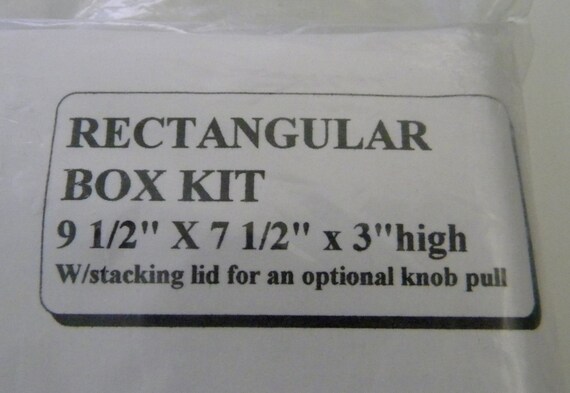 RECTANGULAR
BOX KIT
9 1/2" X 7 1/2" x 3"high
W/stacking lid for an optional knob pull